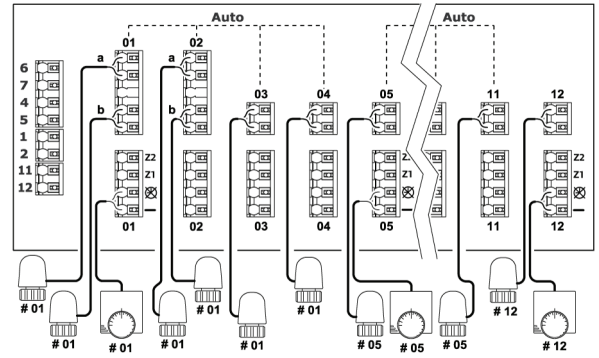 Auto Auto
01 02
a a
6
7
4
5
1
2
11
12
b b
03 04 05 11 12
Z2 Z2 Z2
Z1 Z1 Z1
01 02 03 04 05 11 12
# 01 # 01 # 01 # 12
# 01 # 01 # 01 # 01 # 05 # 05 # 05 # 12